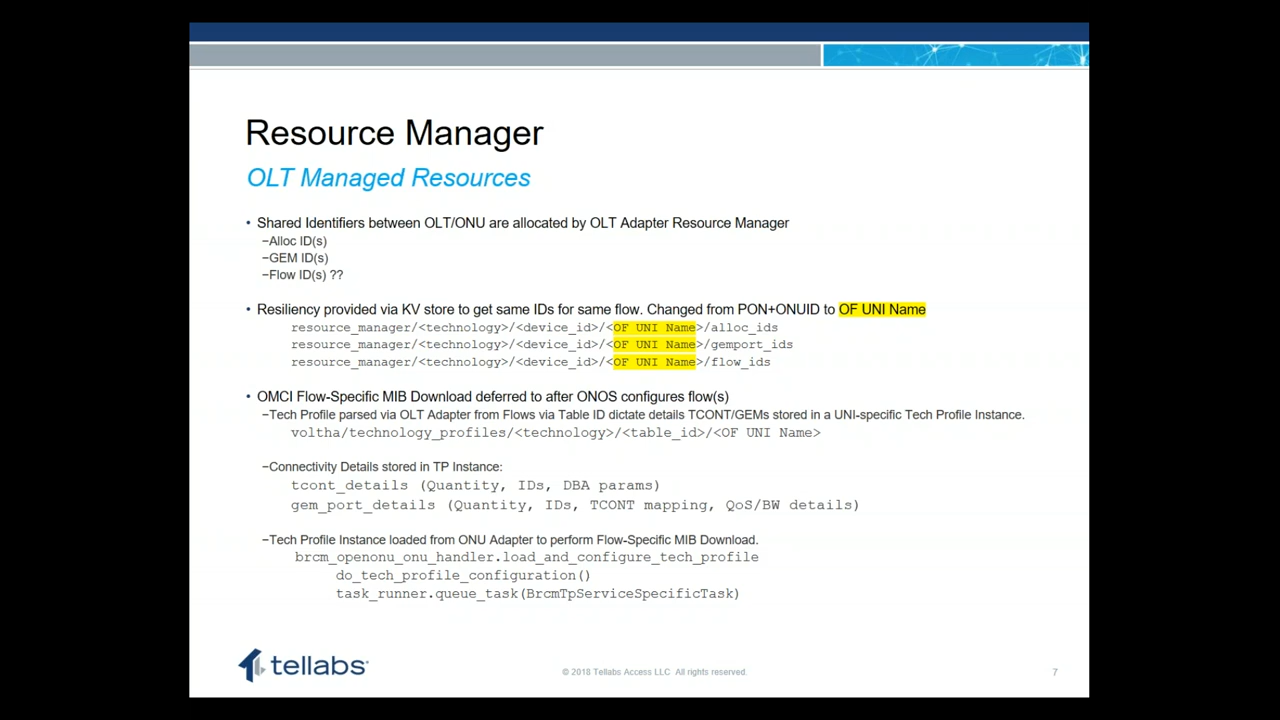 Resource Manager
OLT Managed Resources
• Shared Identifiers between OLT/ONU are allocated by OLT Adapter Resource Manager
−Alloc ID(s)
−GEM ID(s)
−Flow ID(s) ??
• Resiliency provided via KV store to get same IDs for same flow. Changed from PON+ONUID to OF UNI Name
resource_manager/<technology>/<device_id>/<OF UNI Name>/alloc_ids
resource_manager/<technology>/<device_id>/<OF UNI Name>/gemport_ids
resource_manager/<technology>/<device_id>/<OF UNI Name>/flow_ids
• OMCI Flow-Specific MIB Download deferred to after ONOS configures flow(s)
−Tech Profile parsed via OLT Adapter from Flows via Table ID dictate details TCONT/GEMs stored in a UNI-specific Tech Profile Instance.
voltha/technology_profiles/<technology>/<table_id>/<OF UNI Name>
−Connectivity Details stored in TP Instance:
tcont_details (Quantity, IDs, DBA params)
gem_port_details (Quantity, IDs, TCONT mapping, QoS/BW details)
−Tech Profile Instance loaded from ONU Adapter to perform Flow-Specific MIB Download.
brcm_openonu_onu_handler.load_and_configure_tech_profile
do_tech_profile_configuration()
task_runner.queue_task(BrcmTpServiceSpecificTask)
tellabs
© 2018 Tellabs Access LLC All rights reserved.
7